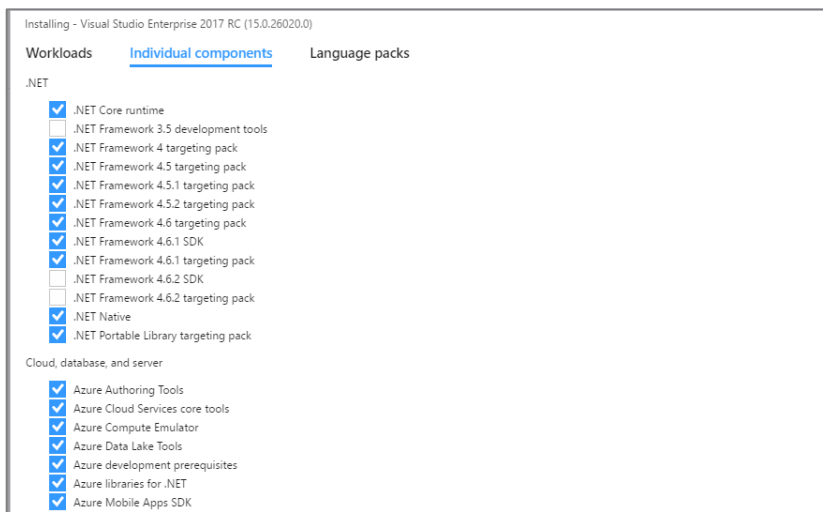 Installing - Visual Studio Enterprise 2017 RC (15.0.26020.0)
Workloads Individual components Language packs
.NET
.NET Core runtime
.NET Framework 3.5 development tools
.NET Framework 4 targeting pack
.NET Framework 4.5 targeting pack
.NET Framework 4.5.1 targeting pack
.NET Framework 4.5.2 targeting pack
.NET Framework 4.6 targeting pack
.NET Framework 4.6.1 SDK
.NET Framework 4.6.1 targeting pack
.NET Framework 4.6.2 SDK
.NET Framework 4.6.2 targeting pack
.NET Native
.NET Portable Library targeting pack
Cloud, database, and server
Azure Authoring Tools
Azure Cloud Services core tools
Azure Compute Emulator
Azure Data Lake Tools
Azure development prerequisites
Azure libraries for .NET
Azure Mobile Apps SDK